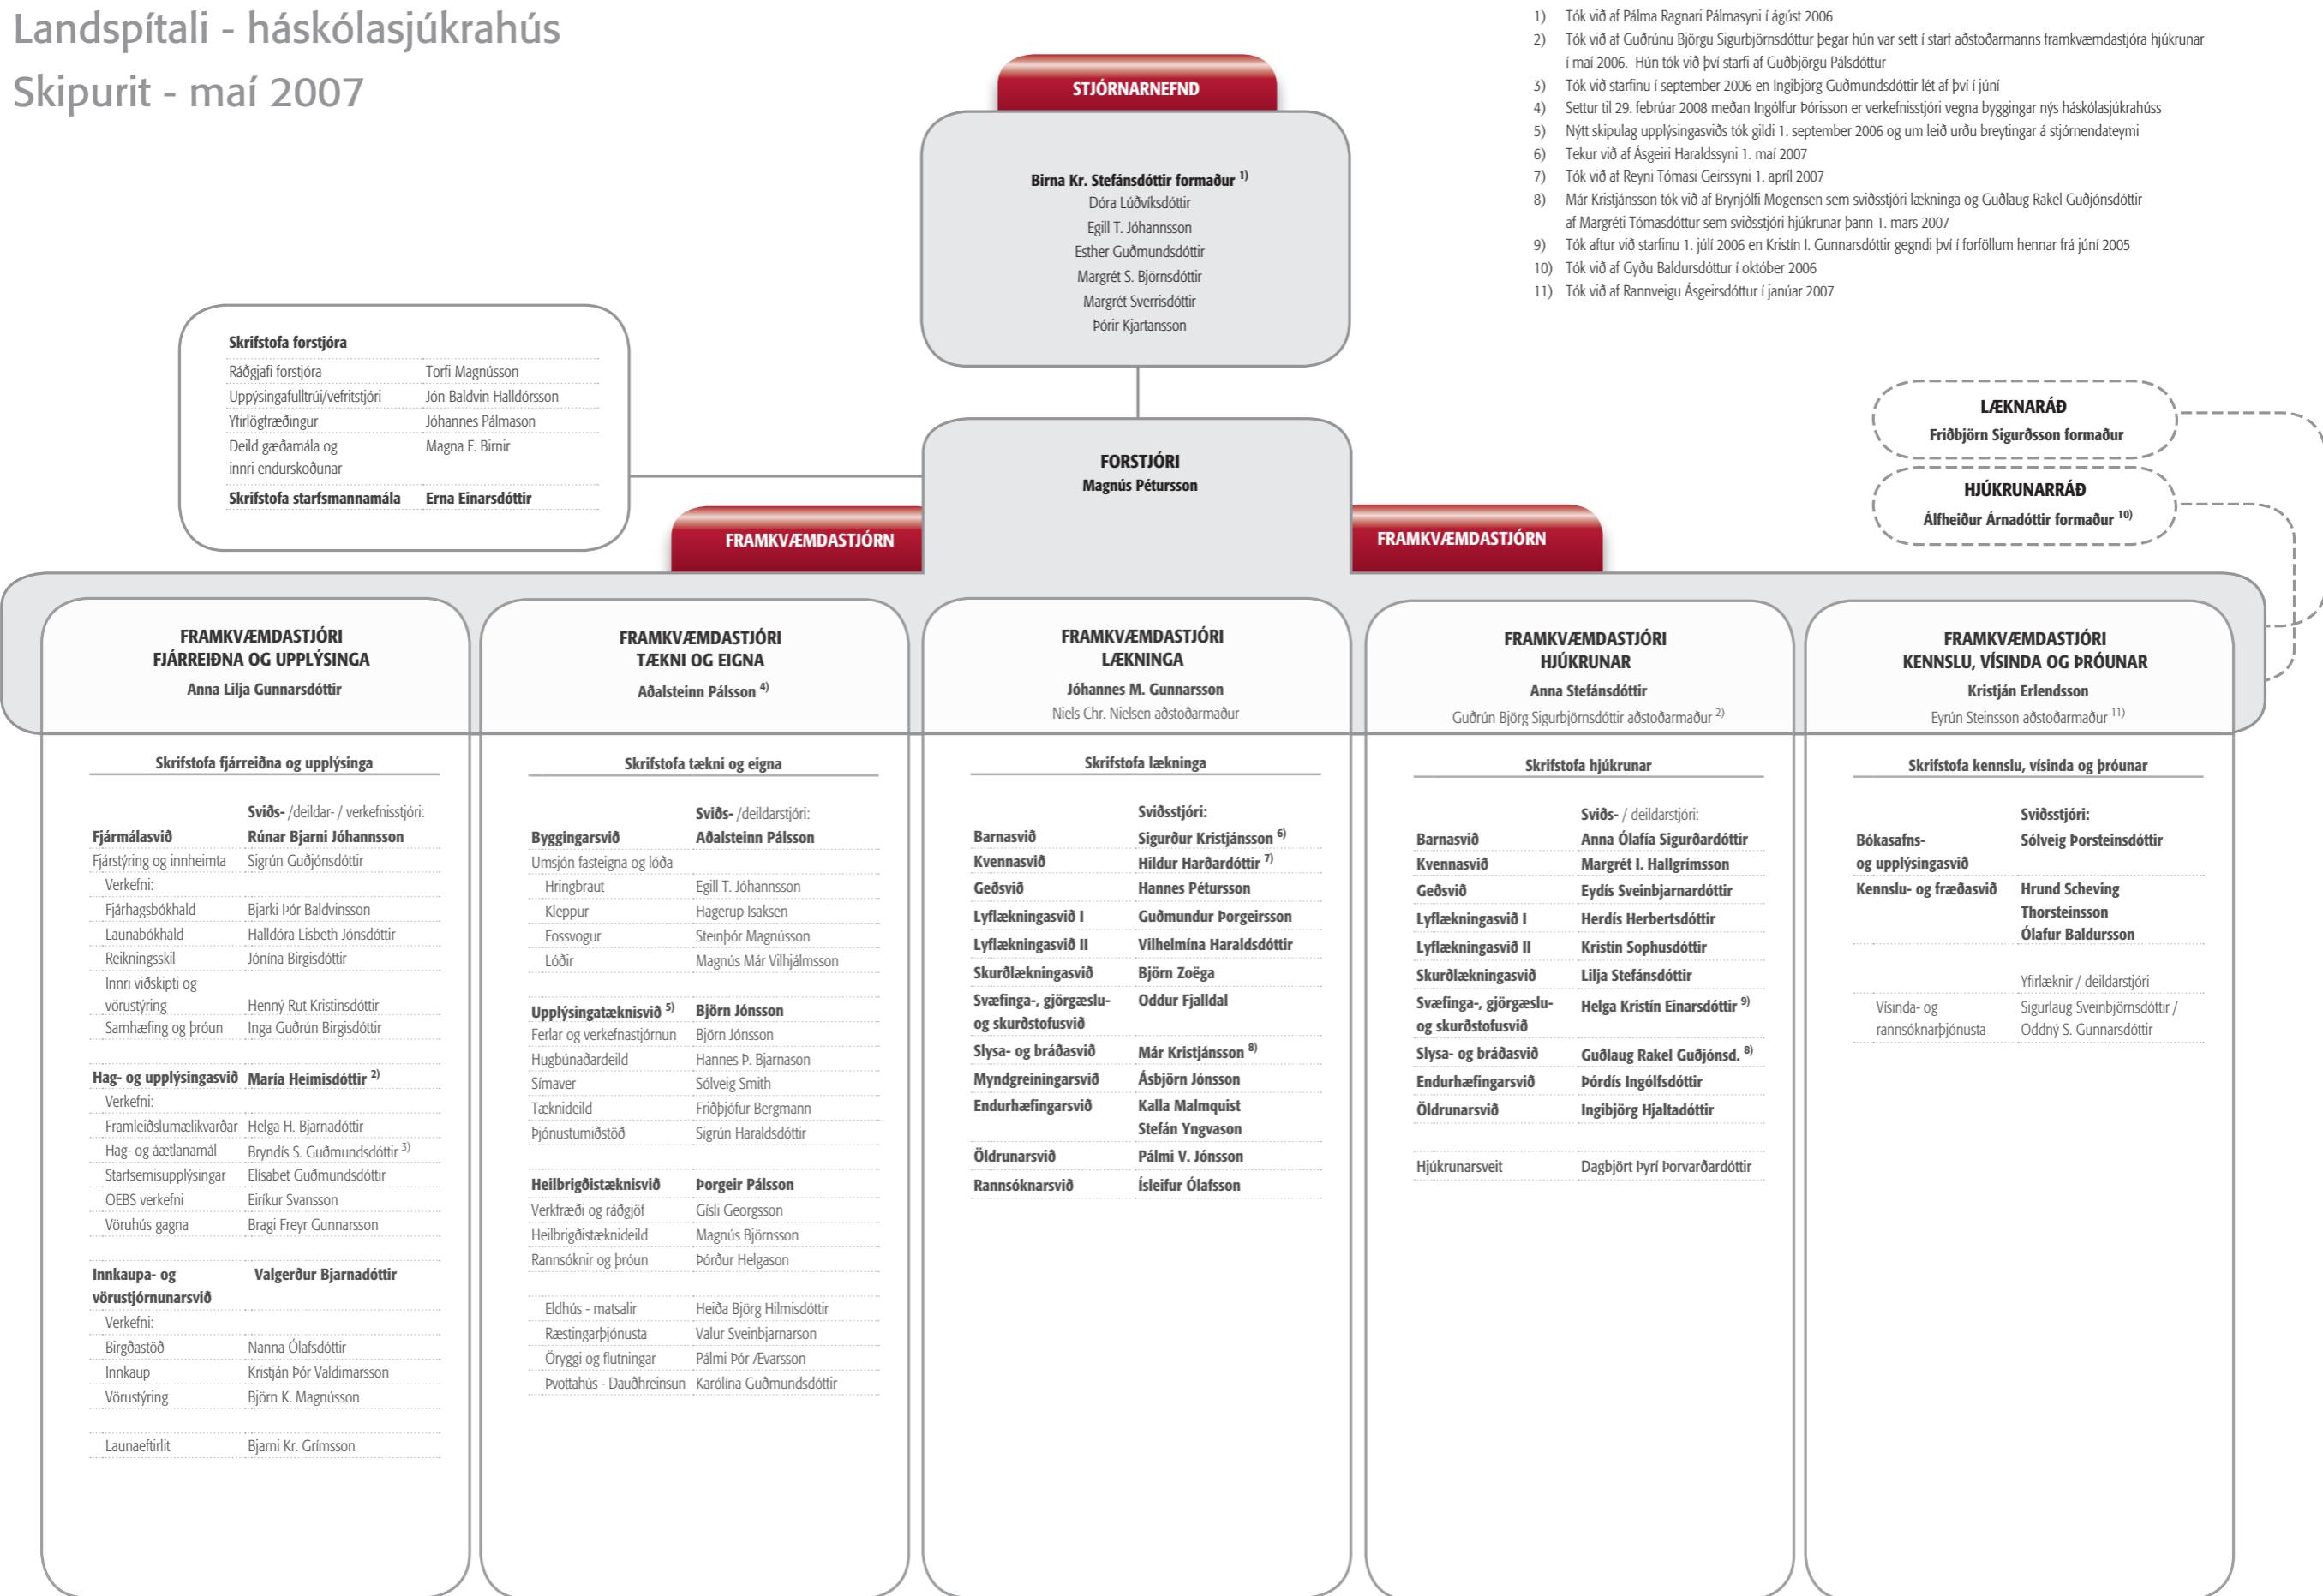 Landspítali - háskólasjúkrahús
Skipurit - maí 2007
1) Tók við af Pálma Ragnari Pálmasyni í ágúst 2006
2) Tók við af Guðrúnu Björgu Sigurbjörnsdóttur þegar hún var sett í starf aðstoðarmanns framkvæmdastjóra hjúkrunar
í maí 2006. Hún tók við því starfi af Guðbjörgu Pálsdóttur
3) Tók við starfinu í september 2006 en Ingibjörg Guðmundsdóttir lét af því í júní
4) Settur til 29. febrúar 2008 meðan Ingólfur Þórisson er verkefnisstjóri vegna byggingar nýs háskólasjúkrahúss
5) Nýtt skipulag upplýsingasviðs tók gildi 1. september 2006 og um leið urðu breytingar á stjórnendateymi
6) Tekur við af Ásgeiri Haraldssyni 1. maí 2007
7) Tók við af Reyni Tómasi Geirssyni 1. apríl 2007
8) Már Kristjánsson tók við af Brynjólfi Mogensen sem sviðsstjóri lækninga og Guðlaug Rakel Guðjónsdóttir
af Margréti Tómasdóttur sem sviðsstjóri hjúkrunar þann 1. mars 2007
9) Tók aftur við starfinu 1. júlí 2006 en Kristín I. Gunnarsdóttir gegndi því í forföllum hennar frá júní 2005
10) Tók við af Gyðu Baldursdóttur í október 2006
11) Tók við af Rannveigu Ásgeirsdóttur í janúar 2007
STJÓRNARNEFND
Birna Kr. Stefánsdóttir formaður 1)
Dóra Lúðvíksdóttir
Egill T. Jóhannsson
Esther Guðmundsdóttir
Margrét S. Björnsdóttir
Margrét Sverrisdóttir
Þórir Kjartansson
Skrifstofa forstjóra
Ráðgjafi forstjóra Torfi Magnússon
Uppýsingafulltrúi/vefritstjóri Jón Baldvin Halldórsson
Yfirlögfræðingur Jóhannes Pálmason
Deild gæðamála og Magna F. Birnir
innri endurskoðunar
Skrifstofa starfsmannamála Erna Einarsdóttir
FORSTJÓRI
Magnús Pétursson
LÆKNARÁÐ
Friðbjörn Sigurðsson formaður
HJÚKRUNARRÁÐ
Álfheiður Árnadóttir formaður 10)
FRAMKVÆMDASTJÓRN
FRAMKVÆMDASTJÓRN
FRAMKVÆMDASTJÓRI
FJÁRREIÐNA OG UPPLÝSINGA
Anna Lilja Gunnarsdóttir
Skrifstofa fjárreiðna og upplýsinga
Sviðs- /deildar- / verkefnisstjóri:
Fjármálasvið Rúnar Bjarni Jóhannsson
Fjárstýring og innheimta Sigrún Guðjónsdóttir
Verkefni:
Fjárhagsbókhald Bjarki Þór Baldvinsson
Launabókhald Halldóra Lisbeth Jónsdóttir
Reikningsskil Jónína Birgisdóttir
Innri viðskipti og
vörustýring Henný Rut Kristinsdóttir
Samhæfing og þróun Inga Guðrún Birgisdóttir
Hag- og upplýsingasvið María Heimisdóttir 2)
Verkefni:
Framleiðslumælikvarðar Helga H. Bjarnadóttir
Hag- og áætlanamál Bryndís S. Guðmundsdóttir 3)
Starfsemisupplýsingar Elísabet Guðmundsdóttir
OEBS verkefni Eiríkur Svansson
Vöruhús gagna Bragi Freyr Gunnarsson
Innkaupa- og Valgerður Bjarnadóttir
vörustjórnunarsvið
Verkefni:
Birgðastöð Nanna Ólafsdóttir
Innkaup Kristján Þór Valdimarsson
Vörustýring Björn K. Magnússon
Launaeftirlit Bjarni Kr. Grímsson
FRAMKVÆMDASTJÓRI
TÆKNI OG EIGNA
Aðalsteinn Pálsson 4)
Skrifstofa tækni og eigna
Sviðs- /deildarstjóri:
Byggingarsvið Aðalsteinn Pálsson
Umsjón fasteigna og lóða
Hringbraut Egill T. Jóhannsson
Kleppur Hagerup Isaksen
Fossvogur Steinþór Magnússon
Lóðir Magnús Már Vilhjálmsson
Upplýsingatæknisvið 5) Björn Jónsson
Ferlar og verkefnastjórnun Björn Jónsson
Hugbúnaðardeild Hannes Þ. Bjarnason
Símaver Sólveig Smith
Tæknideild Friðþjófur Bergmann
Þjónustumiðstöð Sigrún Haraldsdóttir
Heilbrigðistæknisvið Þorgeir Pálsson
Verkfræði og ráðgjöf Gísli Georgsson
Heilbrigðistæknideild Magnús Björnsson
Rannsóknir og þróun Þórður Helgason
Eldhús - matsalir Heiða Björg Hilmisdóttir
Ræstingarþjónusta Valur Sveinbjarnarson
Öryggi og flutningar Pálmi Þór Ævarsson
Þvottahús - Dauðhreinsun Karólína Guðmundsdóttir
FRAMKVÆMDASTJÓRI
LÆKNINGA
Jóhannes M. Gunnarsson
Niels Chr. Nielsen aðstoðarmaður
Skrifstofa lækninga
Sviðsstjóri:
Barnasvið Sigurður Kristjánsson 6)
Kvennasvið Hildur Harðardóttir 7)
Geðsvið Hannes Pétursson
Lyflækningasvið I Guðmundur Þorgeirsson
Lyflækningasvið II Vilhelmína Haraldsdóttir
Skurðlækningasvið Björn Zoëga
Svæfinga-, gjörgæslu- Oddur Fjalldal
og skurðstofusvið
Slysa- og bráðasvið Már Kristjánsson 8)
Myndgreiningarsvið Ásbjörn Jónsson
Endurhæfingarsvið Kalla Malmquist
Stefán Yngvason
Öldrunarsvið Pálmi V. Jónsson
Rannsóknarsvið Ísleifur Ólafsson
FRAMKVÆMDASTJÓRI
HJÚKRUNAR
Anna Stefánsdóttir
Guðrún Björg Sigurbjörnsdóttir aðstoðarmaður 2)
Skrifstofa hjúkrunar
Sviðs- / deildarstjóri:
Barnasvið Anna Ólafía Sigurðardóttir
Kvennasvið Margrét I. Hallgrímsson
Geðsvið Eydís Sveinbjarnardóttir
Lyflækningasvið I Herdís Herbertsdóttir
Lyflækningasvið II Kristín Sophusdóttir
Skurðlækningasvið Lilja Stefánsdóttir
Svæfinga-, gjörgæslu- Helga Kristín Einarsdóttir 9)
og skurðstofusvið
Slysa- og bráðasvið Guðlaug Rakel Guðjónsd. 8)
Endurhæfingarsvið Þórdís Ingólfsdóttir
Öldrunarsvið Ingibjörg Hjaltadóttir
Hjúkrunarsveit Dagbjört Þyrí Þorvarðardóttir
FRAMKVÆMDASTJÓRI
KENNSLU, VÍSINDA OG ÞRÓUNAR
Kristján Erlendsson
Eyrún Steinsson aðstoðarmaður 11)
Skrifstofa kennslu, vísinda og þróunar
Sviðsstjóri:
Bókasafns- Sólveig Þorsteinsdóttir
og upplýsingasvið
Kennslu- og fræðasvið Hrund Scheving
Thorsteinsson
Ólafur Baldursson
Yfirlæknir / deildarstjóri
Vísinda- og Sigurlaug Sveinbjörnsdóttir /
rannsóknarþjónusta Oddný S. Gunnarsdóttir